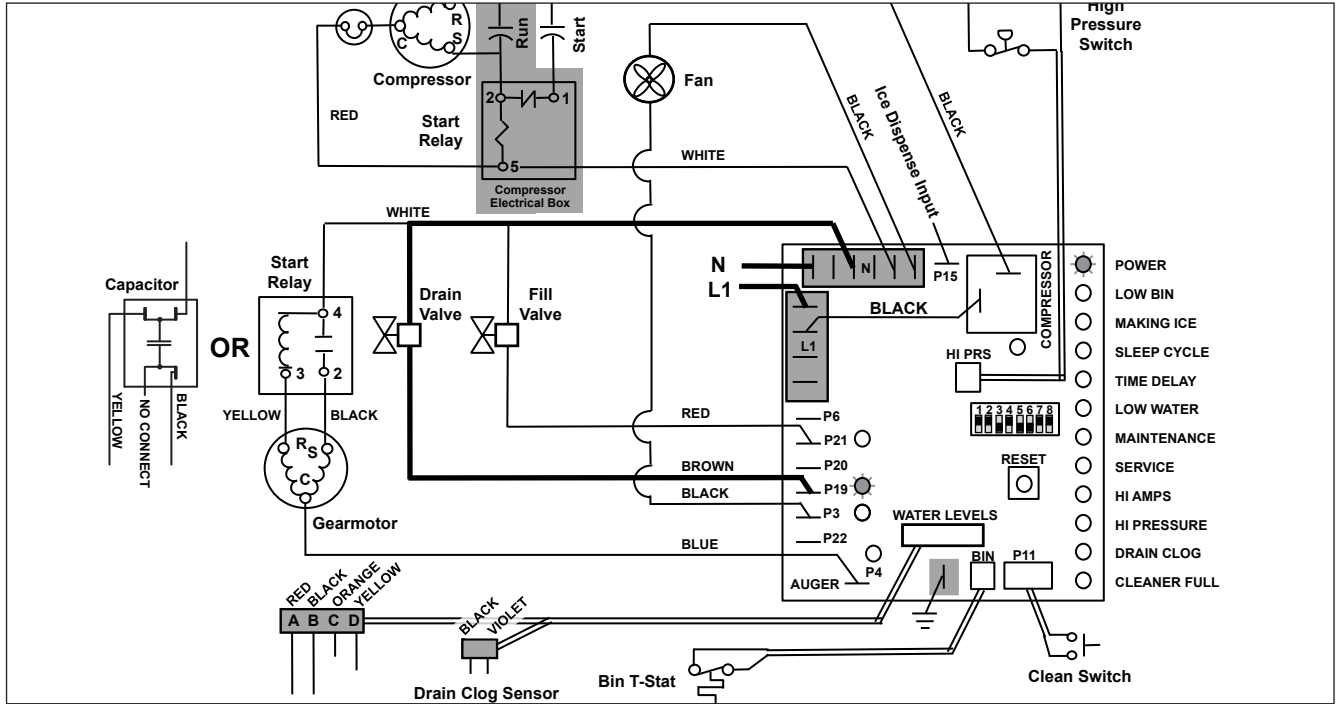 High
Pressure
Switch
R
S
C
Run
Start
Compressor
Fan
2
1
RED
Start
Relay
BLACK
Ice Dispense Input
BLACK
WHITE
5
Compressor
Electrical Box
WHITE
N
N
P15
COMPRESSOR
POWER
L1
BLACK
LOW BIN
Capacitor
Start
Relay
4
Drain
Valve
Fill
Valve
MAKING ICE
OR
L1
HI PRS
SLEEP CYCLE
3
2
TIME DELAY
YELLOW
NO CONNECT
BLACK
YELLOW
BLACK
RED
P6
1 2 3 4 5 6 7 8
LOW WATER
P21
MAINTENANCE
R
S
C
BROWN
P20
RESET
SERVICE
P19
BLACK
HI AMPS
P3
WATER LEVELS
Gearmotor
HI PRESSURE
BLUE
P22
P4
BIN
P11
DRAIN CLOG
AUGER
CLEANER FULL
RED
BLACK
ORANGE
YELLOW
A B C D
BLACK
VIOLET
Drain Clog Sensor
Bin T-Stat
Clean Switch